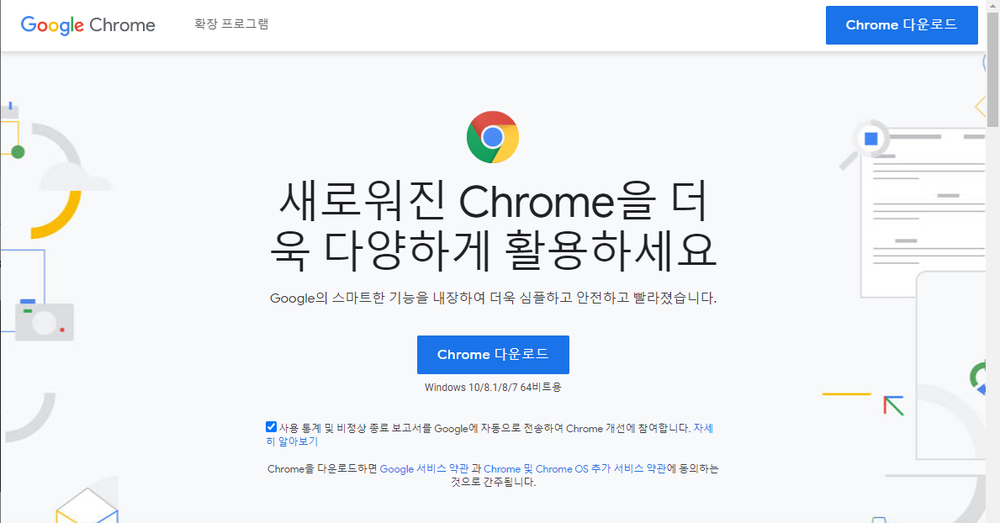 Google Chrome
확장 프로그램
Chrome 다운로드
새로워진 Chrome을 더
욱 다양하게 활용하세요
Google의 스마트한 기능을 내장하여 더욱 심플하고 안전하고 빨라졌습니다.
Chrome 다운로드
Windows 10/8.1/8/7 64비트용
사용 통계 및 비정상 종료 보고서를 Google에 자동으로 전송하여 Chrome 개선에 참여합니다. 자세
히 알아보기
Chrome을 다운로드하면 Google 서비스 약관 과 Chrome 및 Chrome OS 추가 서비스 약관에 동의하는
것으로 간주됩니다.